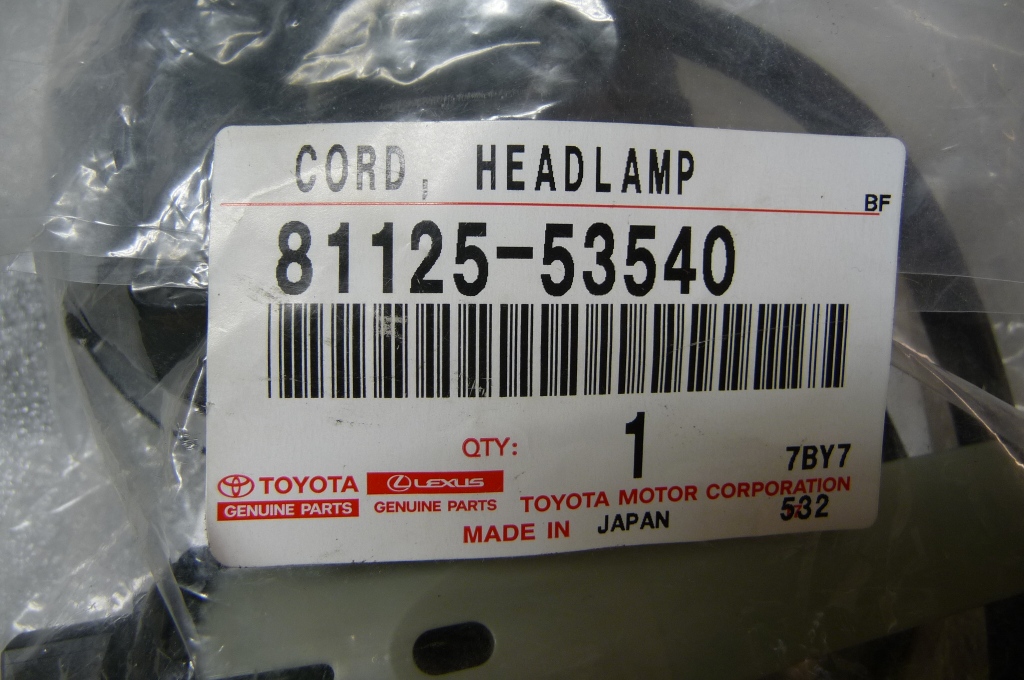 CORD, HEADLAMP
BF
81125-53540
QTY: 1
7BY7
TOYOTA LEXUS
GENUINE PARTS GENUINE PARTS
TOYOTA MOTOR CORPORATION
532
MADE IN JAPAN